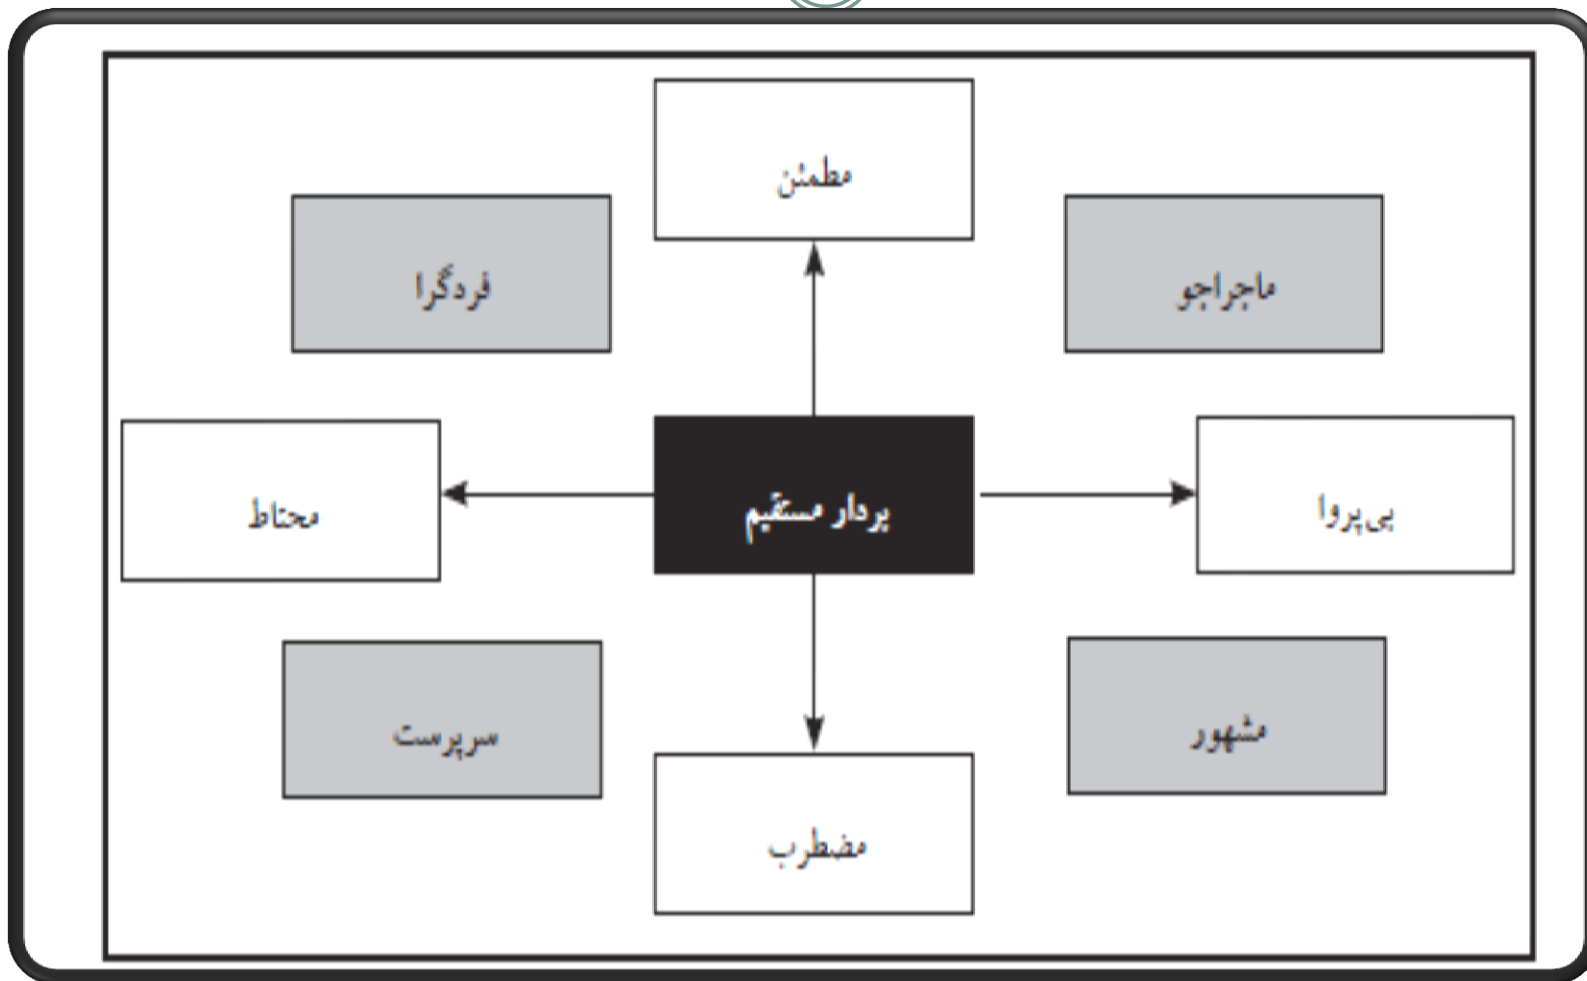 مطمئن
ماجراجو
فردگرا
بی‌پروا
بردار مستقیم
محتاط
مشهور
سرپرست
مضطرب